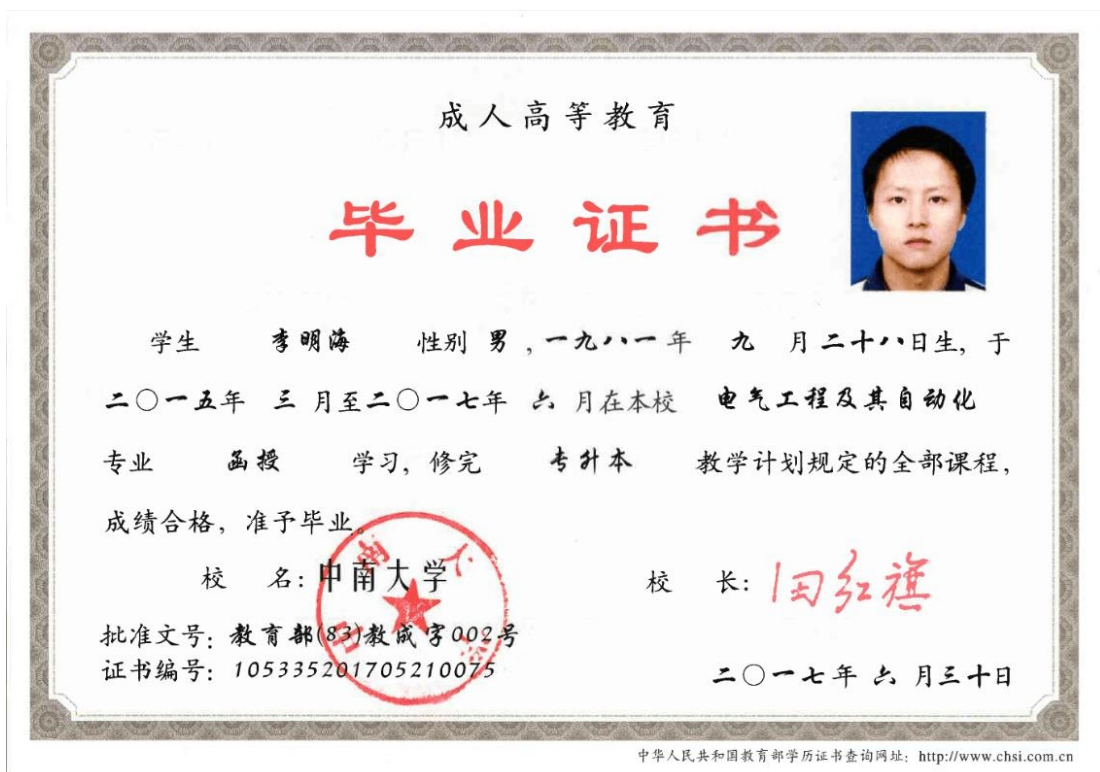 成人高等教育
毕业证书
学生 李明海 性别 男，一九八一年 九 月二十八日生，于
二〇一五年 三 月至二〇一七年 六 月在本校 电气工程及其自动化
专业 函授 学习，修完 专升本 教学计划规定的全部课程，
成绩合格，准予毕业。
校 名：中南大学
校 长：田红旗
中南大学
批准文号：教育部(83)教成字002号
证书编号：105335201705210075
二〇一七年 六 月三十日
中华人民共和国教育部学历证书查询网址：http://www.chsi.com.cn